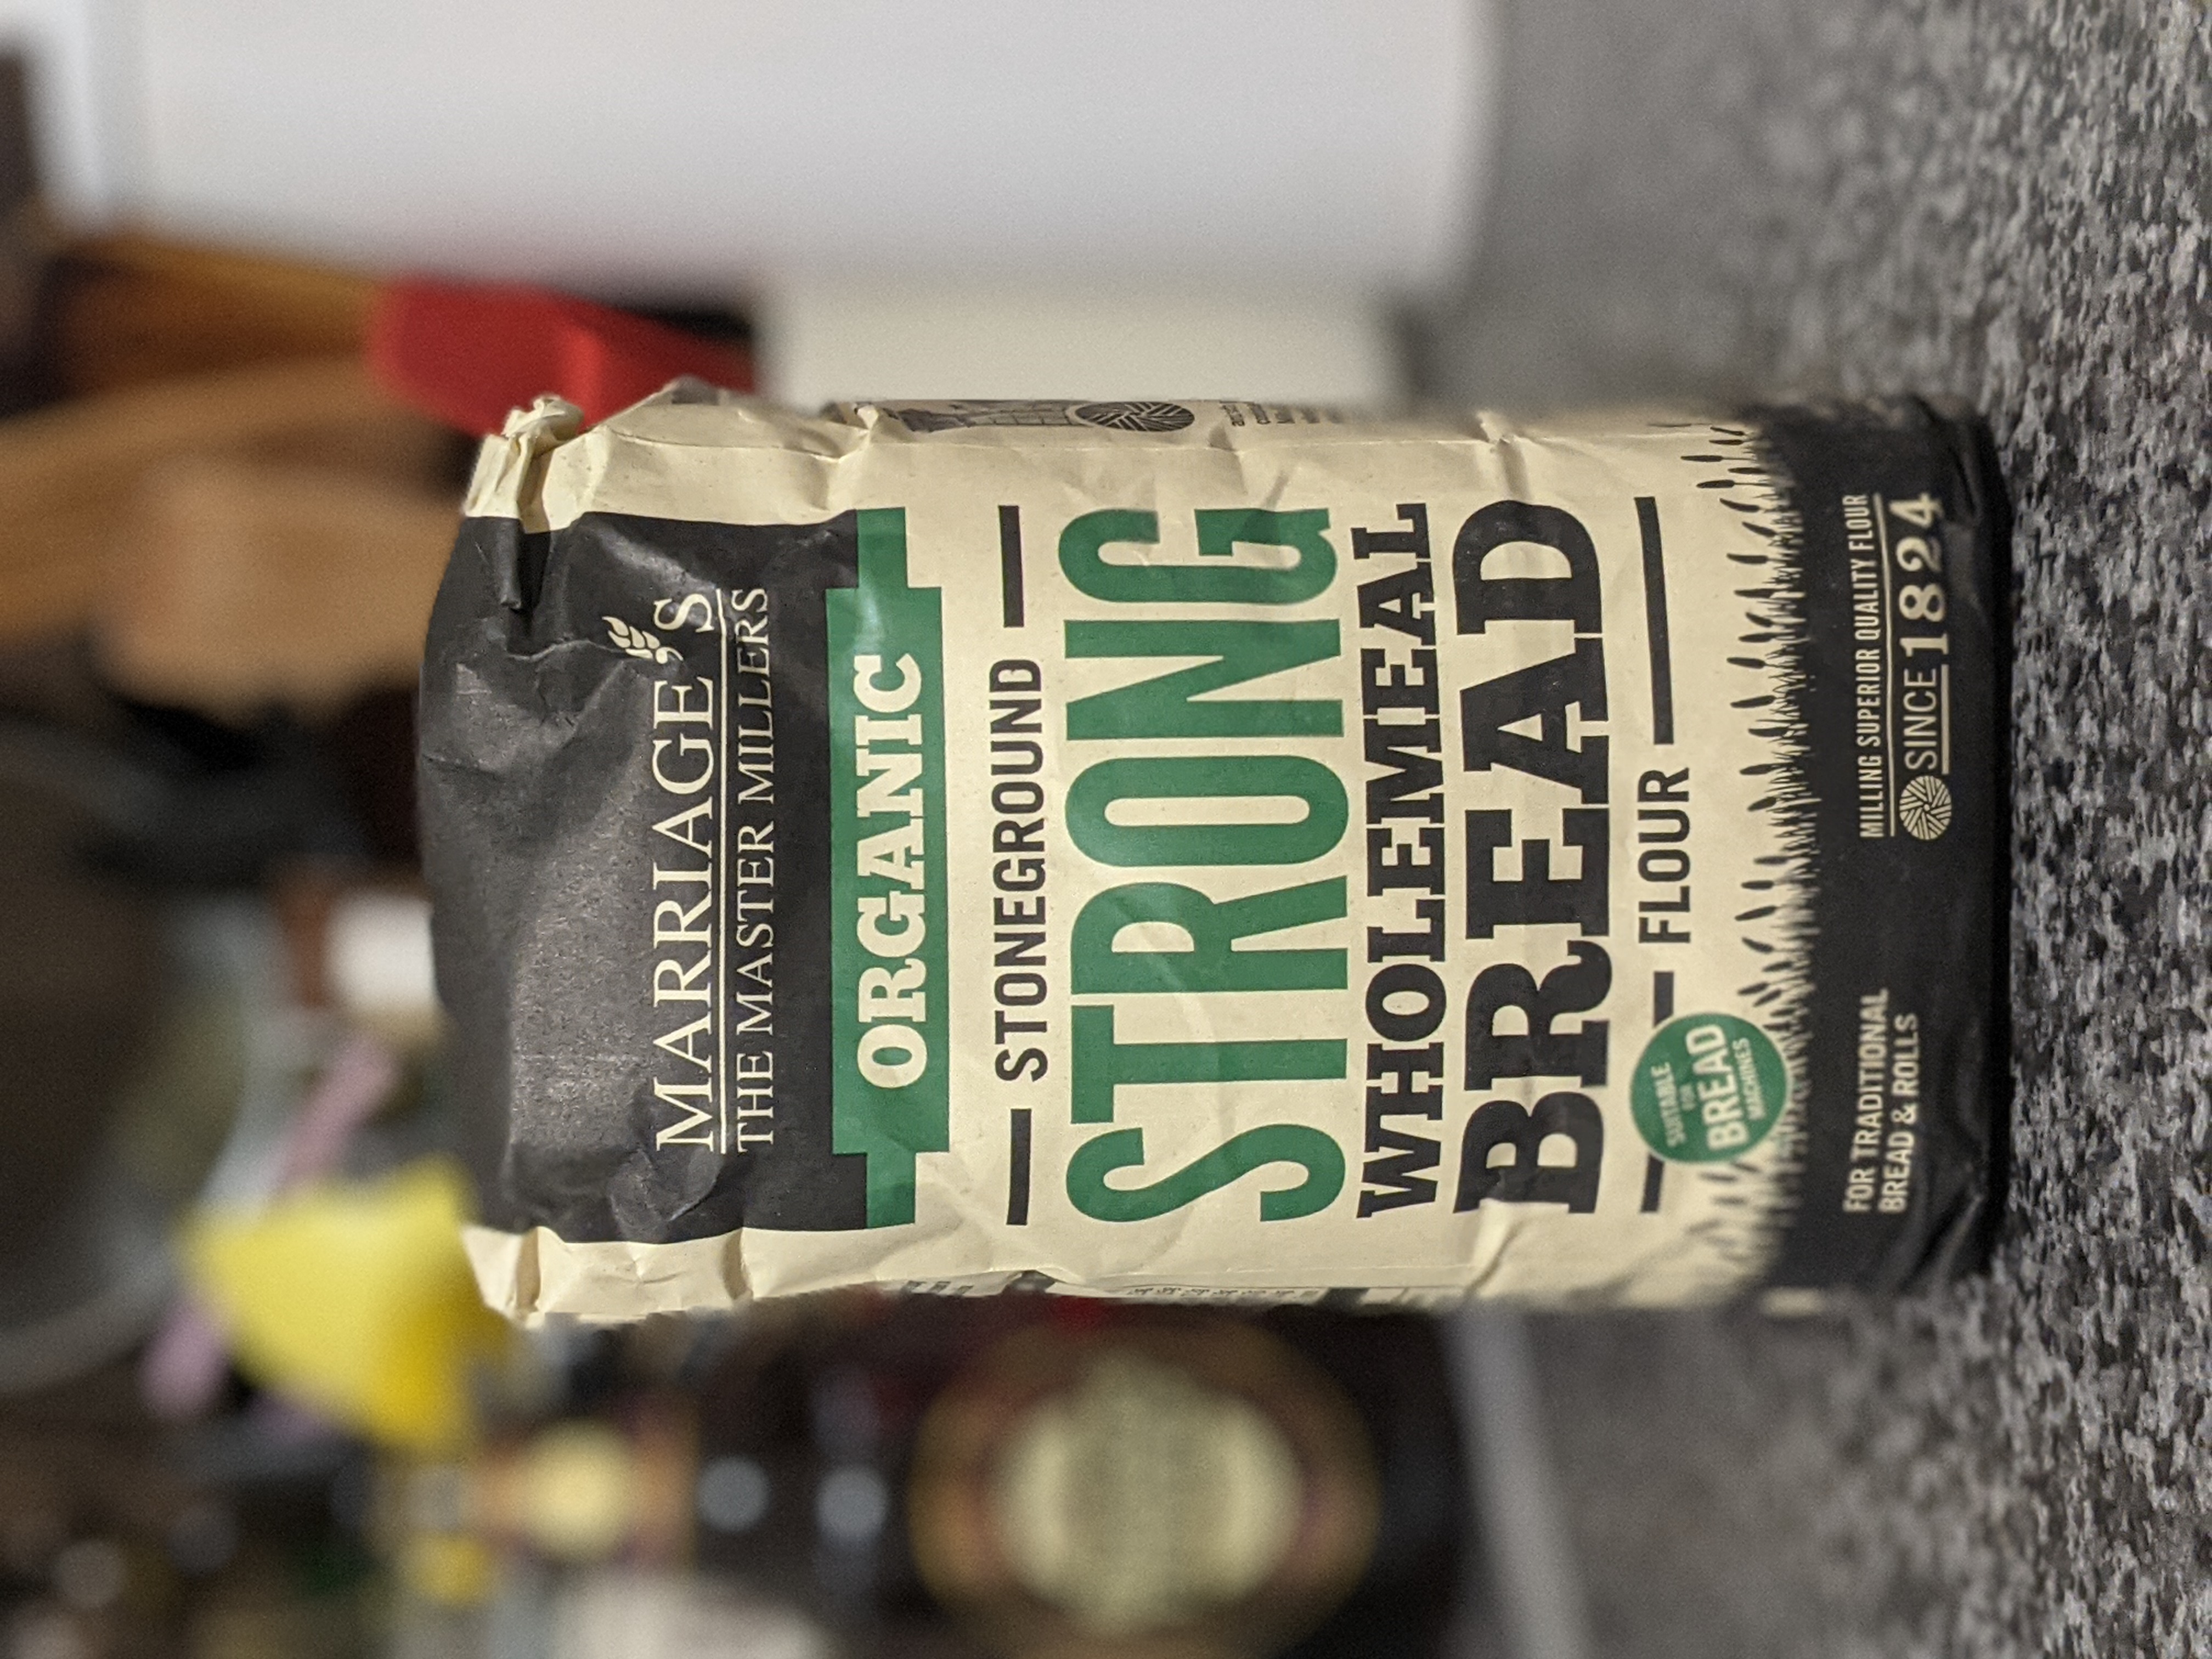 MARRIAGE'S
THE MASTER MILLERS
ORGANIC
STONEGROUND
STRONG
WHOLEMEAL
BREAD
FLOUR
SUITABLE
FOR
BREAD
MACHINES
FOR TRADITIONAL
BREAD & ROLLS
MILLING SUPERIOR QUALITY FLOUR
SINCE 1824